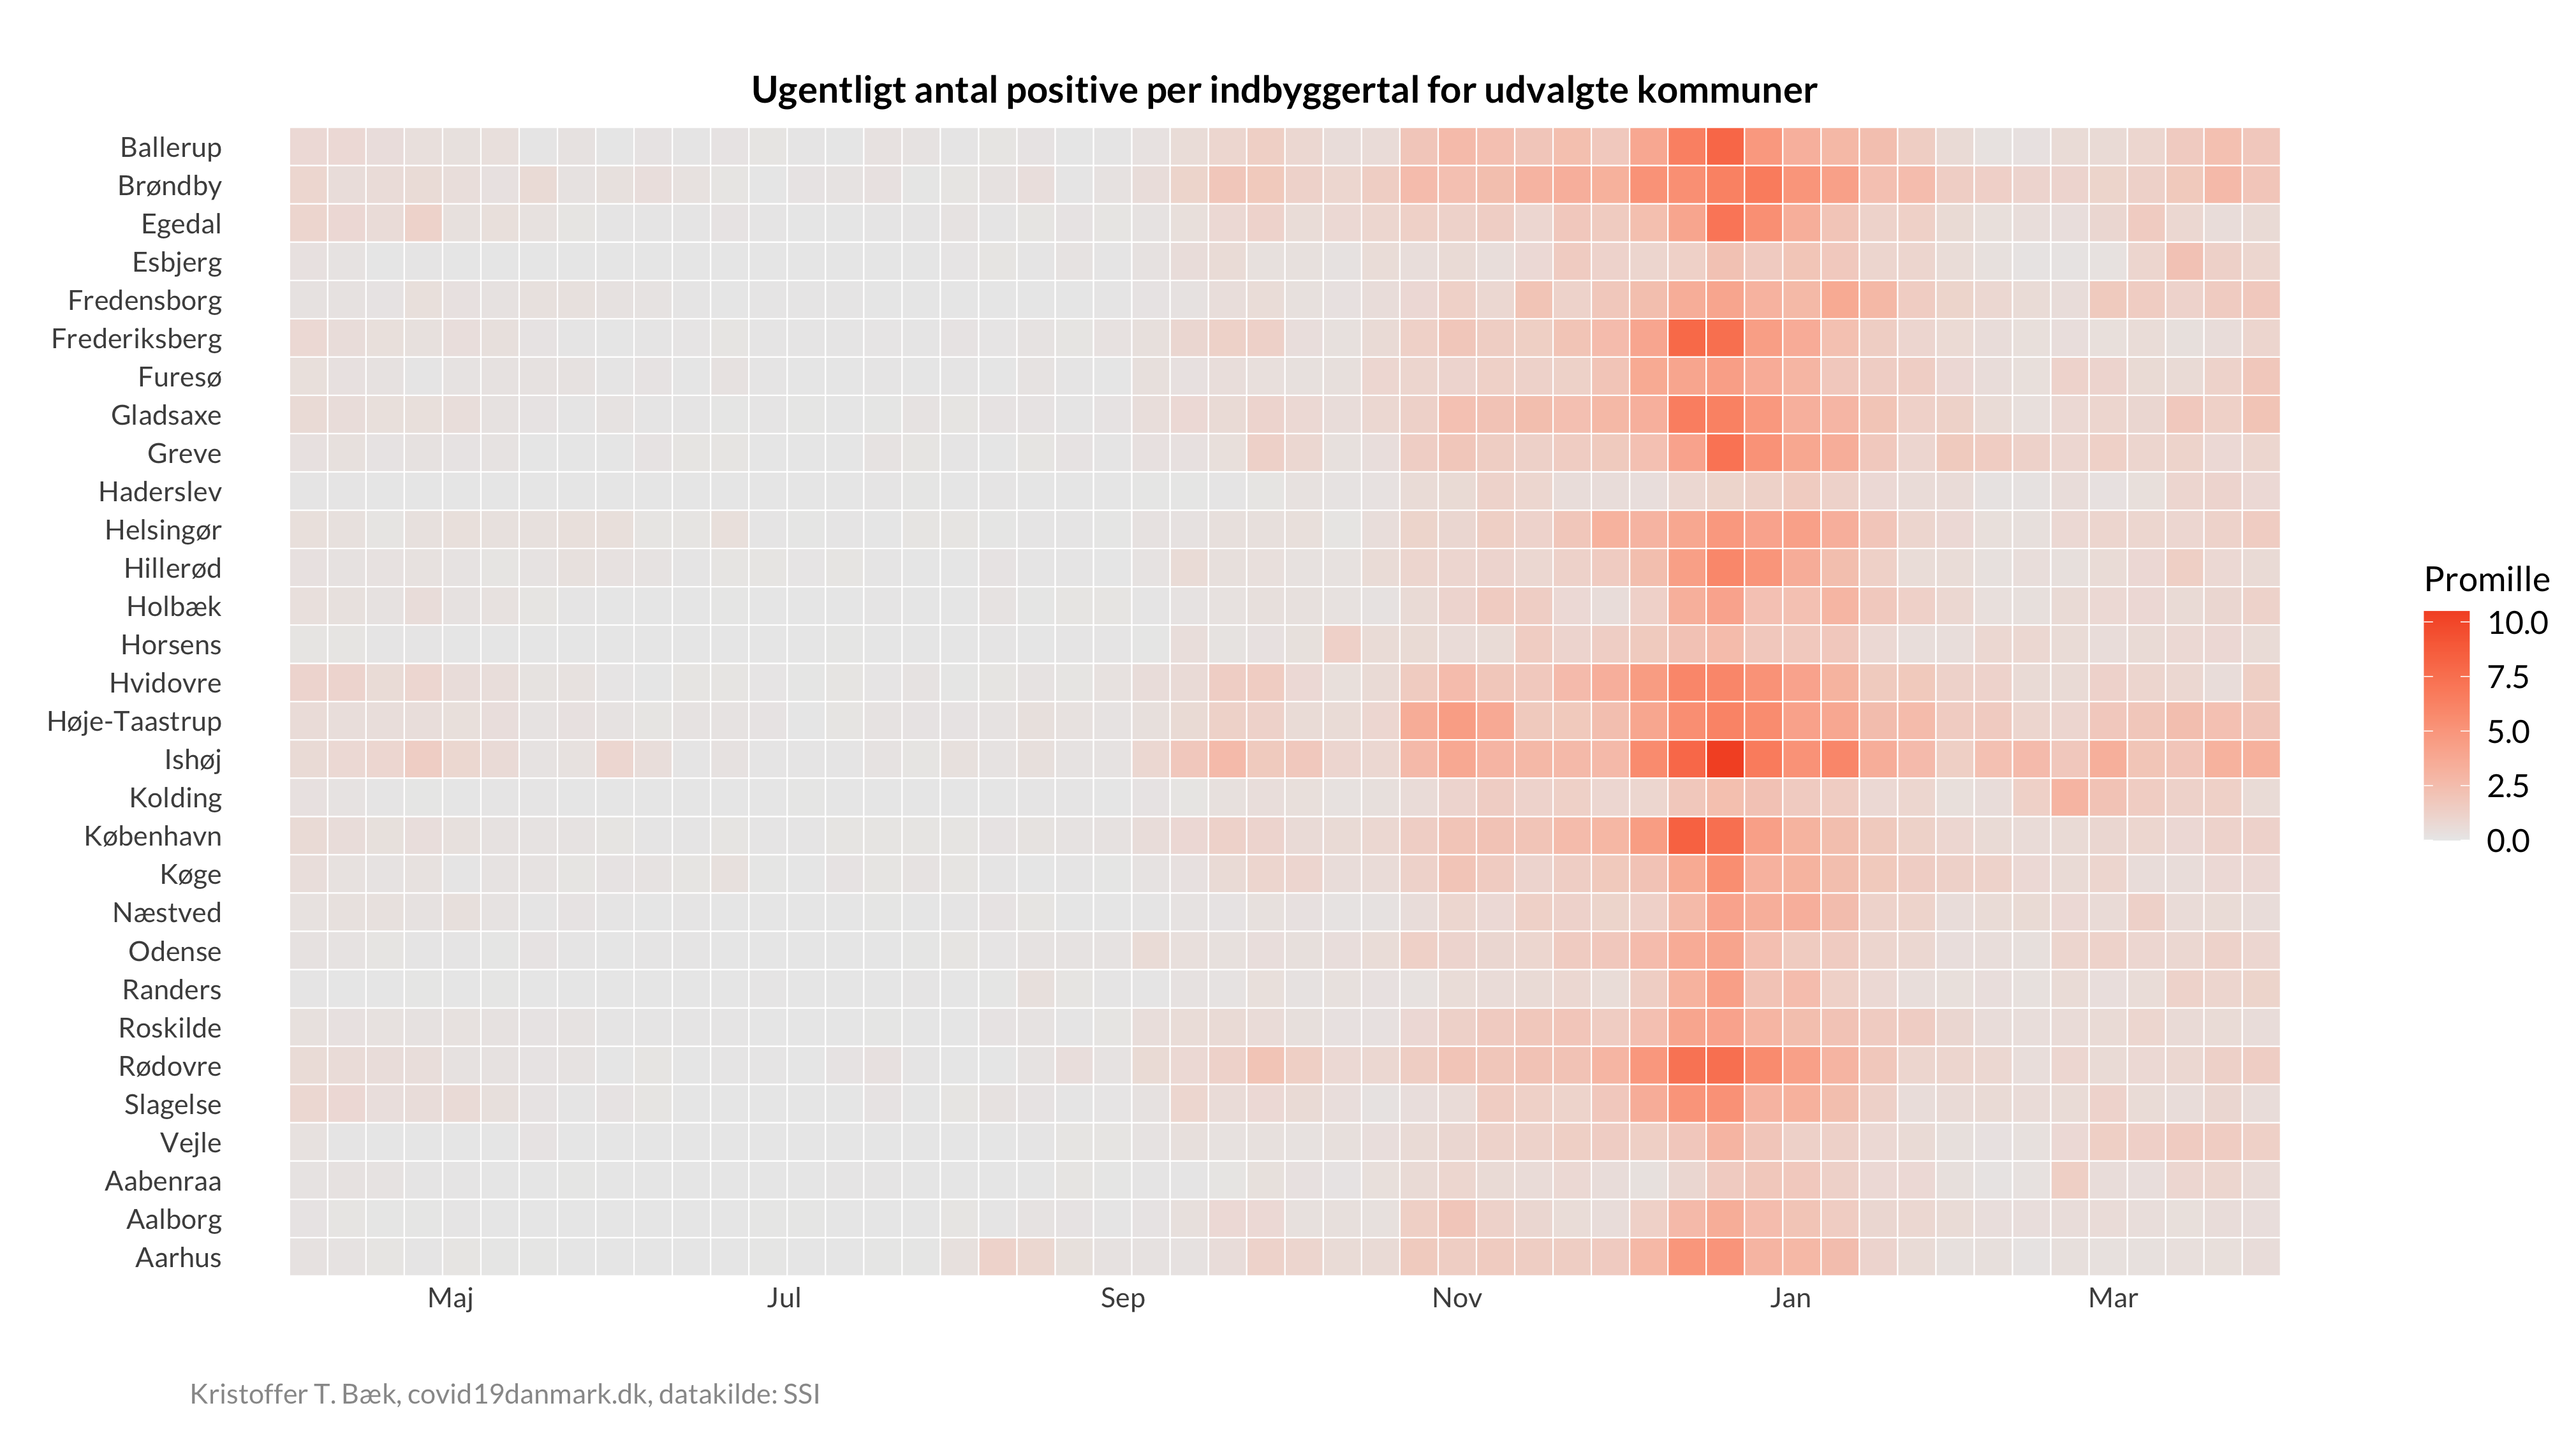 Ugentligt antal positive per indbyggertal for udvalgte kommuner
Ballerup
Brøndby
Egedal
Esbjerg
Fredensborg
Frederiksberg
Furesø
Gladsaxe
Greve
Haderslev
Helsingør
Hillerød
Holbæk
Horsens
Hvidovre
Høje-Taastrup
Ishøj
Kolding
København
Køge
Næstved
Odense
Randers
Roskilde
Rødovre
Slagelse
Vejle
Aabenraa
Aalborg
Aarhus
Maj Jul Sep Nov Jan Mar
Promille
10.0
7.5
5.0
2.5
0.0
Kristoffer T. Bæk, covid19danmark.dk, datakilde: SSI